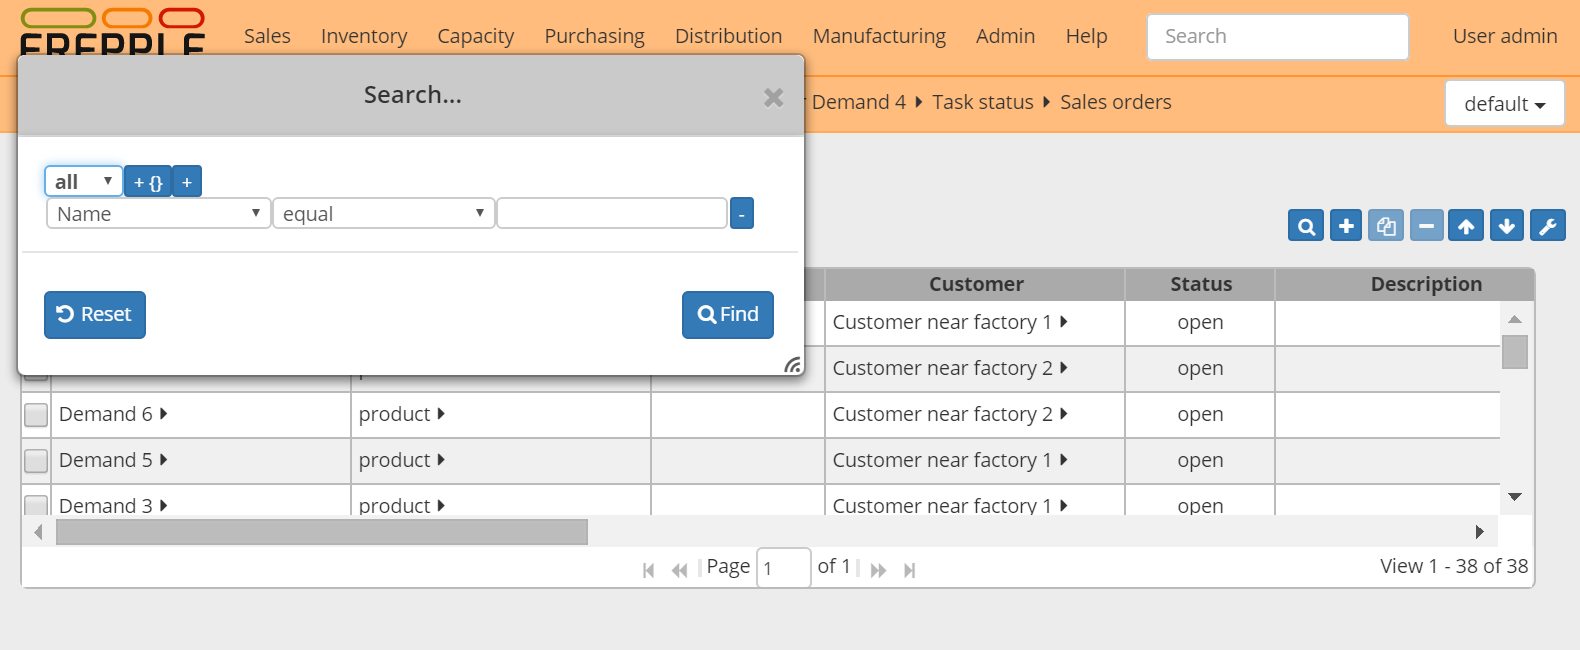 FREPPLE
Sales Inventory Capacity Purchasing Distribution Manufacturing Admin Help Search User admin
Demand 4 Task status Sales orders default
Search...
all + {} +
Name equal -
Reset Find
Customer Status Description
Customer near factory 1 open
Customer near factory 2 open
Demand 6 product Customer near factory 2 open
Demand 5 product Customer near factory 1 open
Demand 3 product Customer near factory 1 open
Page 1 of 1 View 1 - 38 of 38